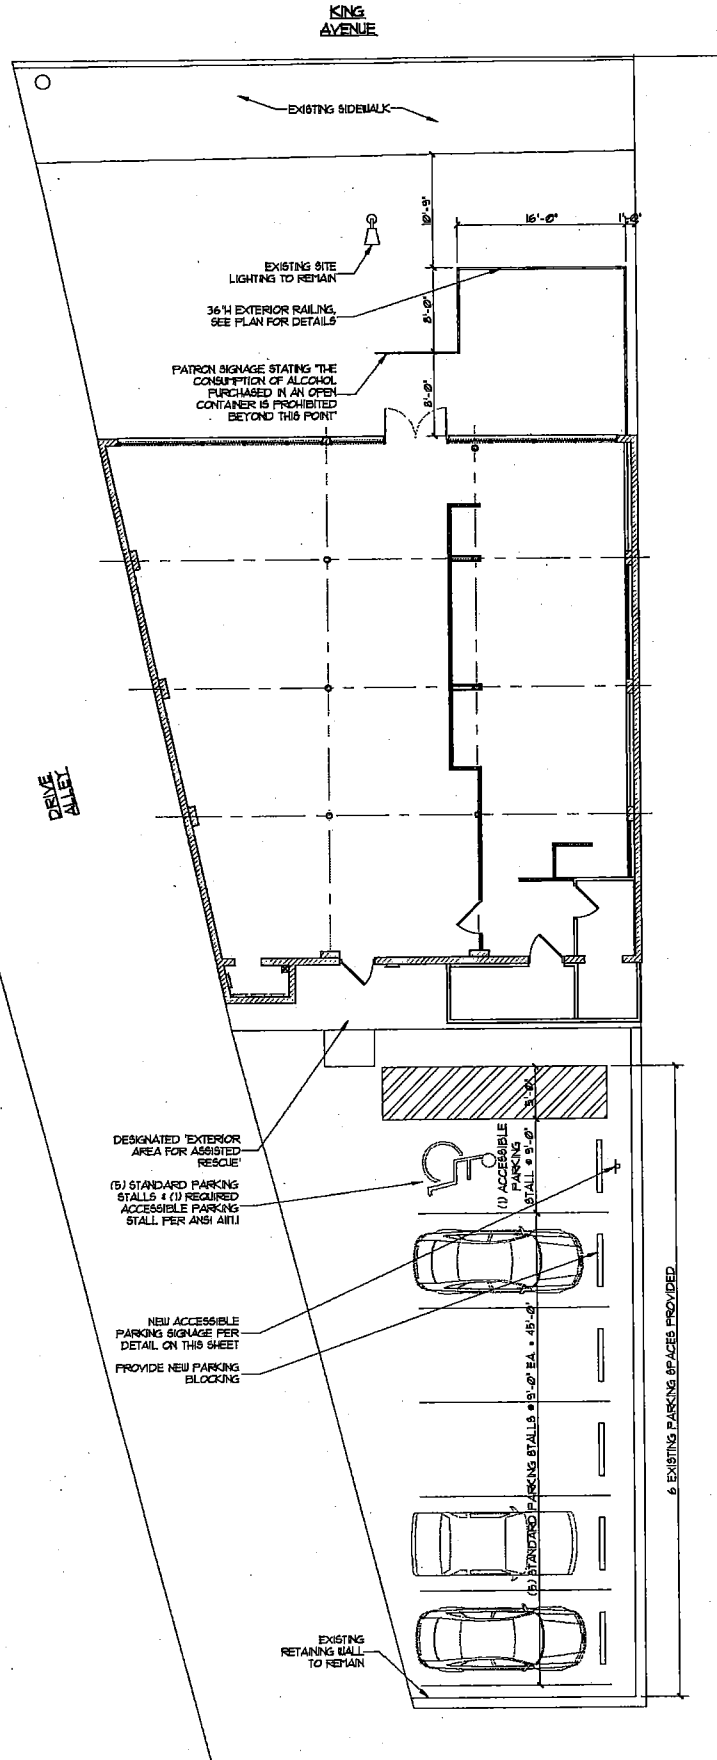 KING
AVENUE
EXISTING SIDEWALK
10'-9"
16'-0"
1'-0"
EXISTING SITE
LIGHTING TO REMAIN
36"H EXTERIOR RAILING,
SEE PLAN FOR DETAILS
8'-0"
PATRON SIGNAGE STATING "THE
CONSUMPTION OF ALCOHOL
PURCHASED IN AN OPEN
CONTAINER IS PROHIBITED
BEYOND THIS POINT"
8'-0"
DRIVE
ALLEY
5'-0"
DESIGNATED 'EXTERIOR
AREA FOR ASSISTED
RESCUE'
(1) ACCESSIBLE
PARKING
STALL @ 9'-0"
(5) STANDARD PARKING
STALLS & (1) REQUIRED
ACCESSIBLE PARKING
STALL PER ANSI A117.1
NEW ACCESSIBLE
PARKING SIGNAGE PER
DETAIL ON THIS SHEET
PROVIDE NEW PARKING
BLOCKING
(5) STANDARD PARKING STALLS @ 9'-0" EA. = 45'-0"
6 EXISTING PARKING SPACES PROVIDED
EXISTING
RETAINING WALL
TO REMAIN